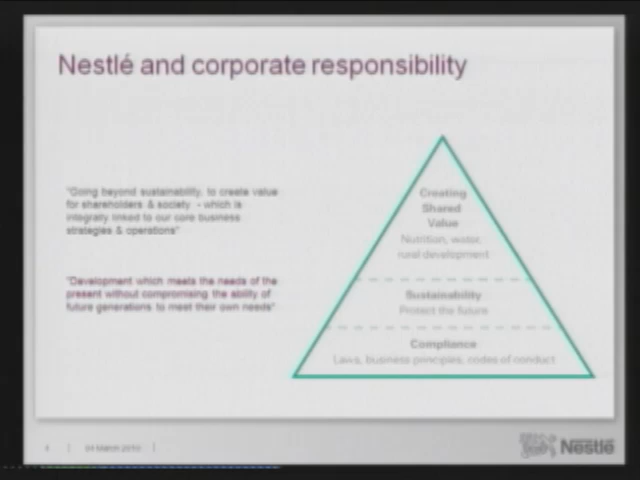 Nestlé and corporate responsibility
"Going beyond sustainability, to create value
for shareholders & society - which is
integrally linked to our core business
strategies & operations"
"Development which meets the needs of the
present without compromising the ability of
future generations to meet their own needs"
Creating
Shared
Value
Nutrition, water,
rural development
Sustainability
Protect the future
Compliance
Laws, business principles, codes of conduct
March
Nestlé